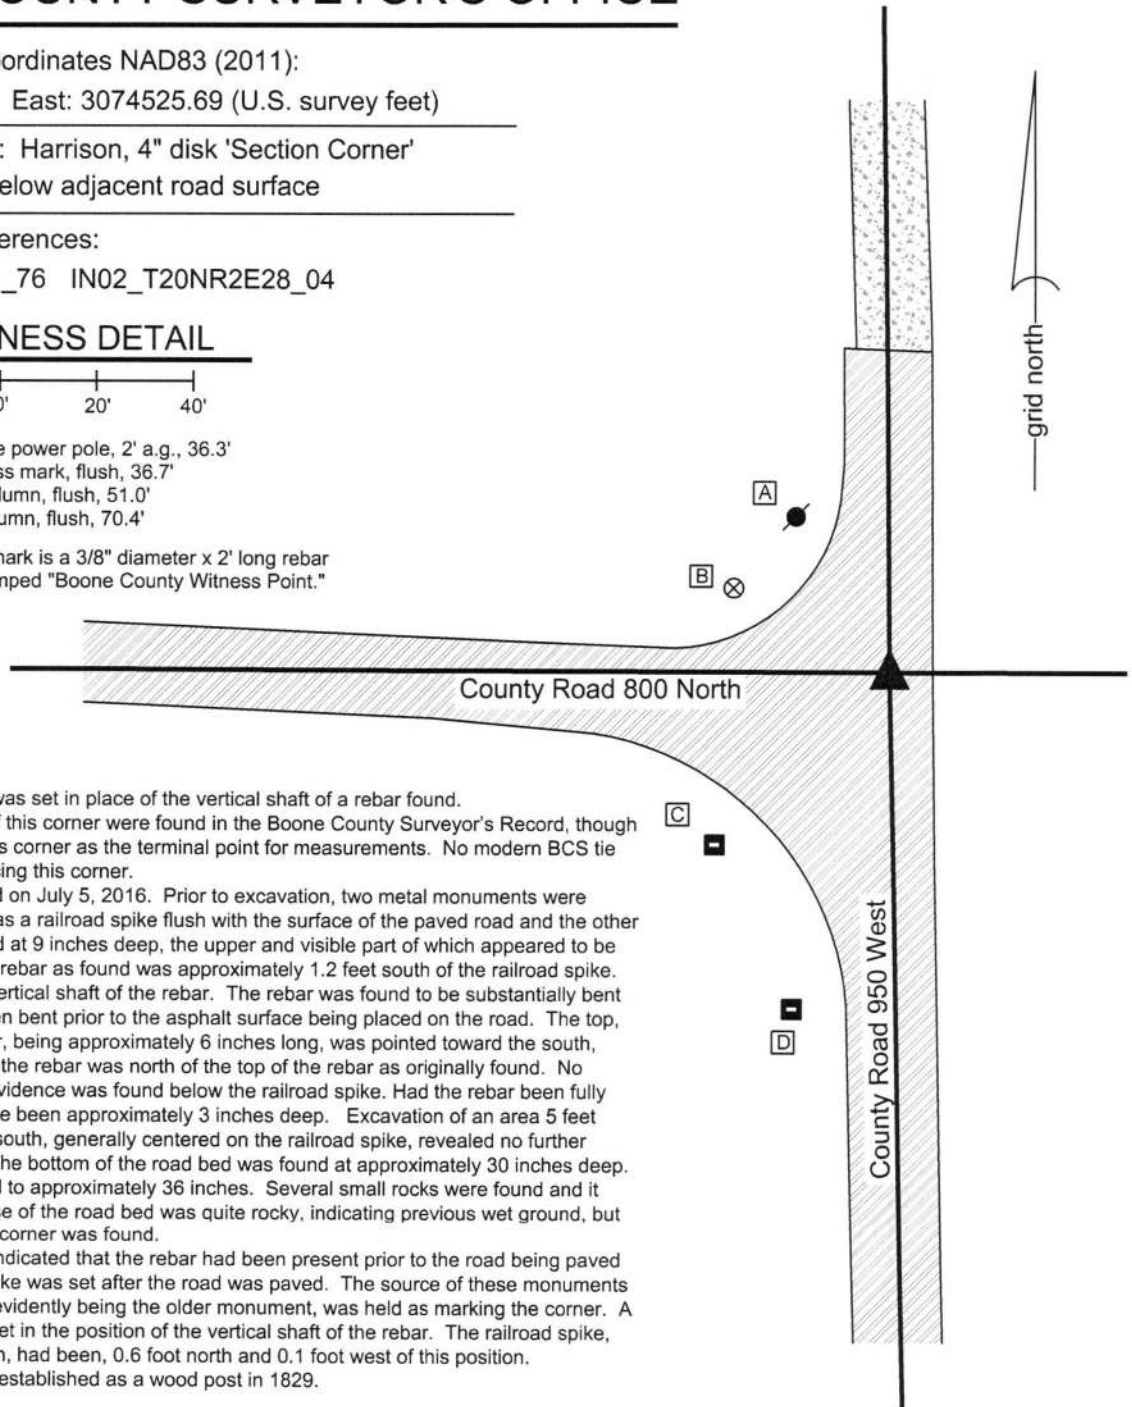 OUNTY SURVEYOR'S OFFICE
ordinates NAD83 (2011):
East: 3074525.69 (U.S. survey feet)
: Harrison, 4" disk 'Section Corner'
elow adjacent road surface
erences:
_76 IN02_T20NR2E28_04
NESS DETAIL
0' 20' 40'
e power pole, 2' a.g., 36.3'
ss mark, flush, 36.7'
lumn, flush, 51.0'
umn, flush, 70.4'
mark is a 3/8" diameter x 2' long rebar
mped "Boone County Witness Point."
grid north
A
B
County Road 800 North
C
D
County Road 950 West
was set in place of the vertical shaft of a rebar found.
f this corner were found in the Boone County Surveyor's Record, though
s corner as the terminal point for measurements. No modern BCS tie
ing this corner.
d on July 5, 2016. Prior to excavation, two metal monuments were
as a railroad spike flush with the surface of the paved road and the other
d at 9 inches deep, the upper and visible part of which appeared to be
rebar as found was approximately 1.2 feet south of the railroad spike.
ertical shaft of the rebar. The rebar was found to be substantially bent
en bent prior to the asphalt surface being placed on the road. The top,
r, being approximately 6 inches long, was pointed toward the south,
the rebar was north of the top of the rebar as originally found. No
vidence was found below the railroad spike. Had the rebar been fully
e been approximately 3 inches deep. Excavation of an area 5 feet
south, generally centered on the railroad spike, revealed no further
he bottom of the road bed was found at approximately 30 inches deep.
d to approximately 36 inches. Several small rocks were found and it
se of the road bed was quite rocky, indicating previous wet ground, but
corner was found.
ndicated that the rebar had been present prior to the road being paved
ke was set after the road was paved. The source of these monuments
evidently being the older monument, was held as marking the corner. A
et in the position of the vertical shaft of the rebar. The railroad spike,
n, had been, 0.6 foot north and 0.1 foot west of this position.
established as a wood post in 1829.